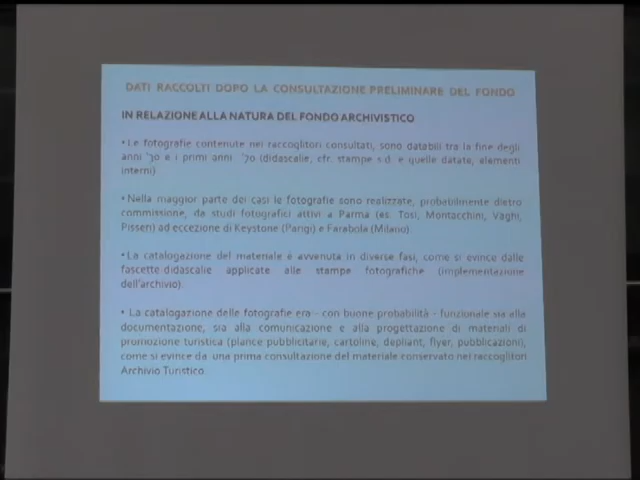 DATI RACCOLTI DOPO LA CONSULTAZIONE PRELIMINARE DEL FONDO
IN RELAZIONE ALLA NATURA DEL FONDO ARCHIVISTICO
• Le fotografie contenute nei raccoglitori consultati, sono databili tra la fine degli
anni '30 e i primi anni '70 (didascalie, cfr. stampe s.d. e quelle datate, elementi
interni)
• Nella maggior parte dei casi le fotografie sono realizzate, probabilmente dietro
commissione, da studi fotografici attivi a Parma (es. Tosi, Montacchini, Vaghi,
Pisseri) ad eccezione di Keystone (Parigi) e Farabola (Milano).
• La catalogazione del materiale è avvenuta in diverse fasi, come si evince dalle
fascette-didascalie applicate alle stampe fotografiche (implementazione
dell'archivio).
• La catalogazione delle fotografie era - con buone probabilità - funzionale sia alla
documentazione, sia alla comunicazione e alla progettazione di materiali di
promozione turistica (plance pubblicitarie, cartoline, depliant, flyer, pubblicazioni),
come si evince da una prima consultazione del materiale conservato nei raccoglitori
Archivio Turistico